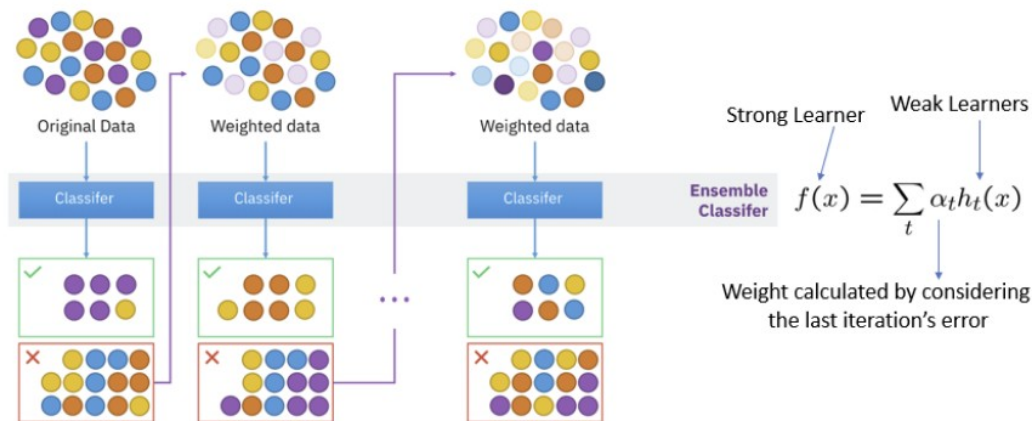 Original Data
Weighted data
Weighted data
Classifer
Classifer
Classifer
Ensemble
Classifer
Strong Learner
Weak Learners
f(x) = ∑ₜ αₜhₜ(x)
Weight calculated by considering
the last iteration's error